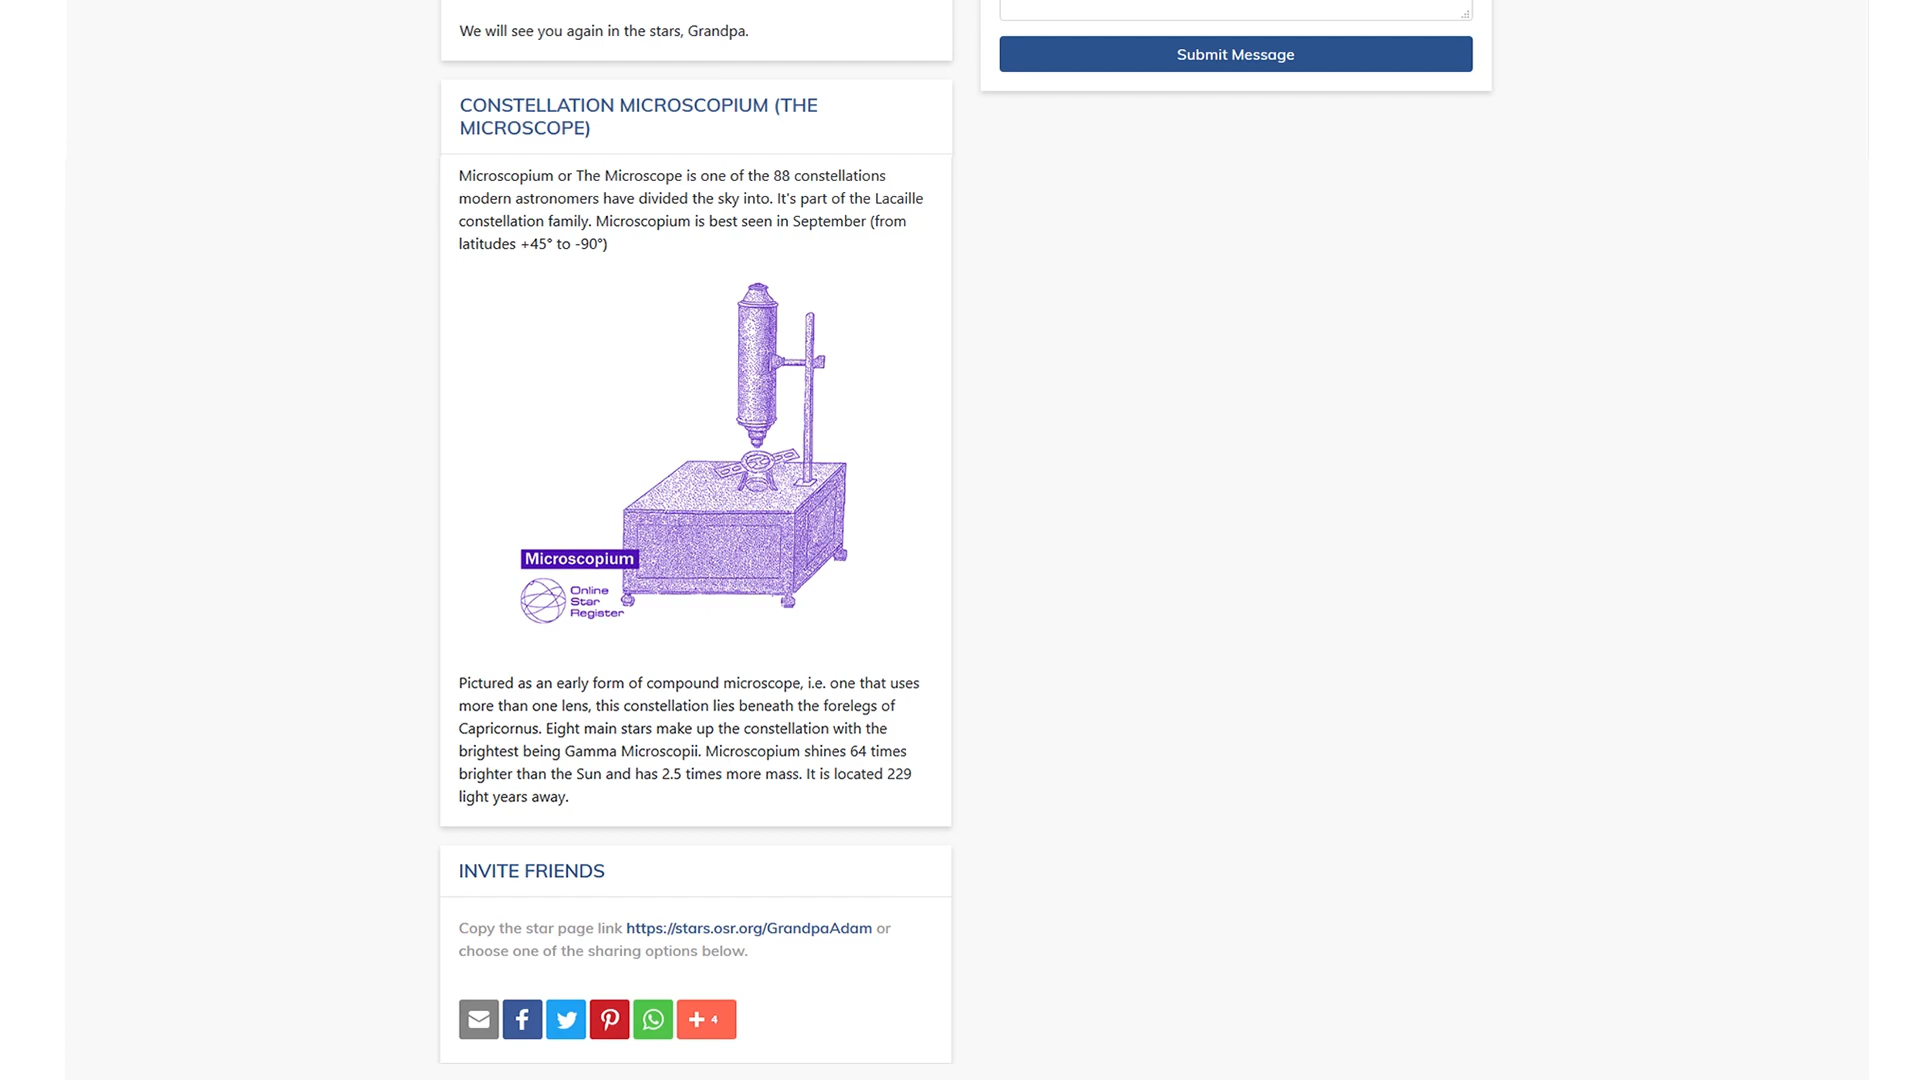 We will see you again in the stars, Grandpa.
Submit Message
CONSTELLATION MICROSCOPIUM (THE
MICROSCOPE)
Microscopium or The Microscope is one of the 88 constellations
modern astronomers have divided the sky into. It's part of the Lacaille
constellation family. Microscopium is best seen in September (from
latitudes +45° to -90°)
Microscopium
Online
Star
Register
Pictured as an early form of compound microscope, i.e. one that uses
more than one lens, this constellation lies beneath the forelegs of
Capricornus. Eight main stars make up the constellation with the
brightest being Gamma Microscopii. Microscopium shines 64 times
brighter than the Sun and has 2.5 times more mass. It is located 229
light years away.
INVITE FRIENDS
Copy the star page link https://stars.osr.org/GrandpaAdam or
choose one of the sharing options below.
+ 4